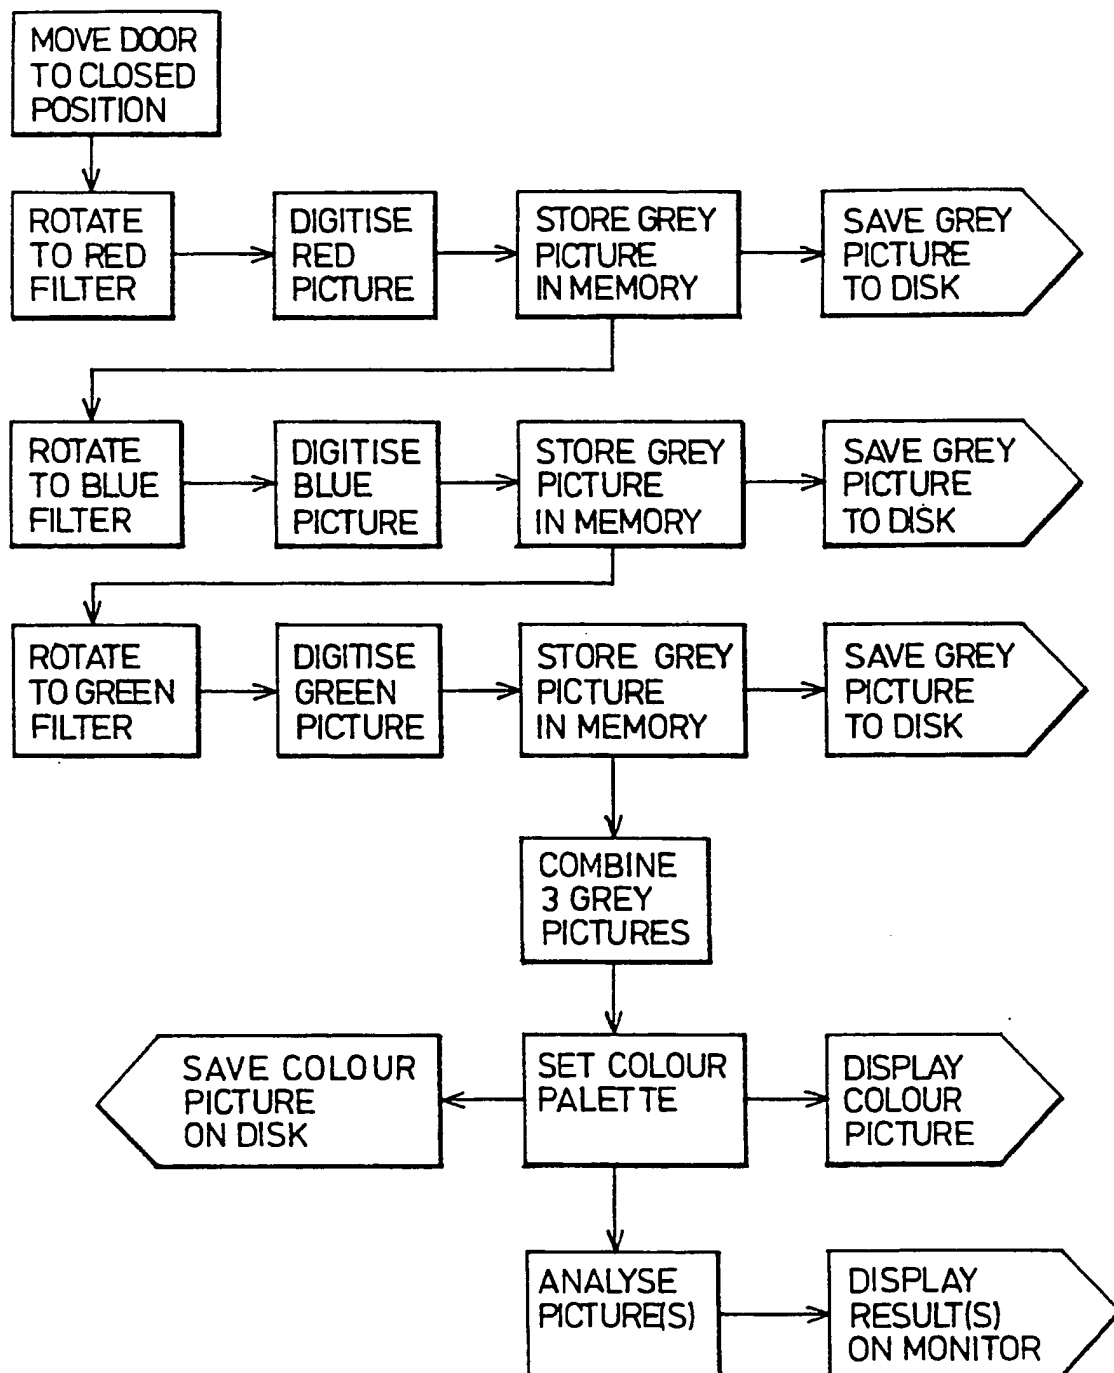 MOVE DOOR
TO CLOSED
POSITION
ROTATE
TO RED
FILTER
DIGITISE
RED
PICTURE
STORE GREY
PICTURE
IN MEMORY
SAVE GREY
PICTURE
TO DISK
ROTATE
TO BLUE
FILTER
DIGITISE
BLUE
PICTURE
STORE GREY
PICTURE
IN MEMORY
SAVE GREY
PICTURE
TO DISK
ROTATE
TO GREEN
FILTER
DIGITISE
GREEN
PICTURE
STORE GREY
PICTURE
IN MEMORY
SAVE GREY
PICTURE
TO DISK
COMBINE
3 GREY
PICTURES
SAVE COLOUR
PICTURE
ON DISK
SET COLOUR
PALETTE
DISPLAY
COLOUR
PICTURE
ANALYSE
PICTURE(S)
DISPLAY
RESULT(S)
ON MONITOR